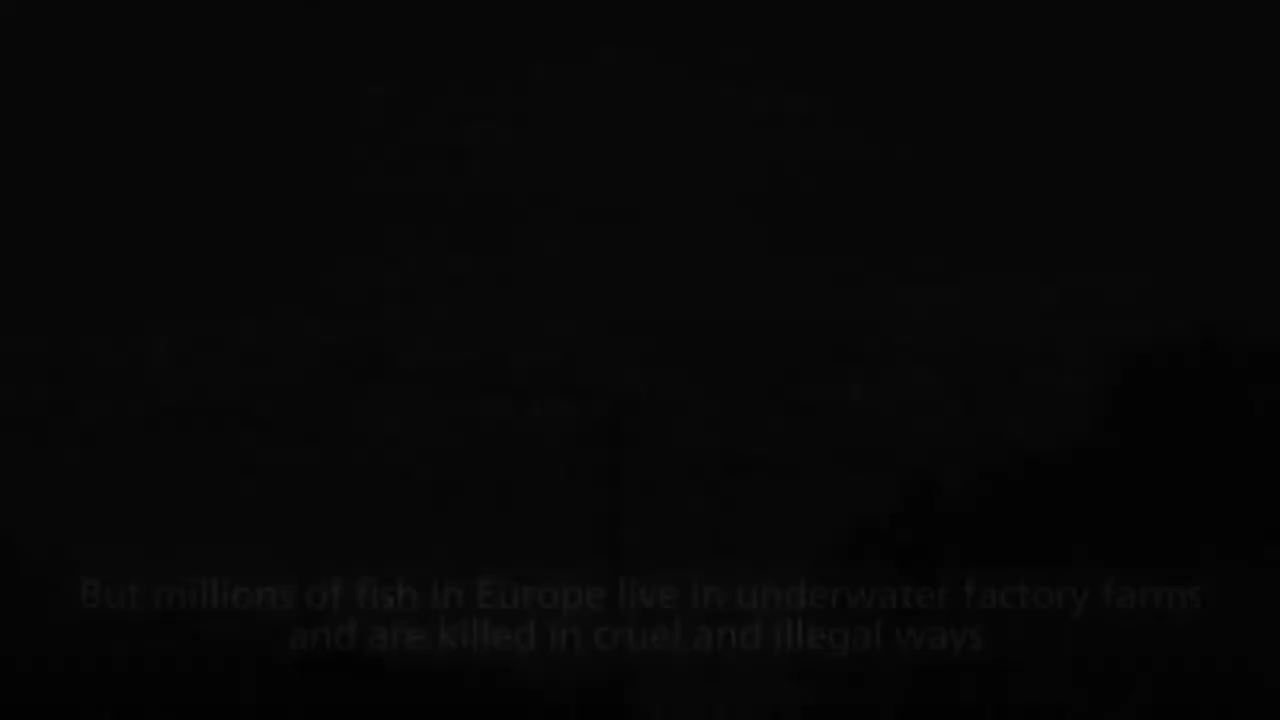 But millions of fish in Europe live in underwater factory farms
and are killed in cruel and illegal ways